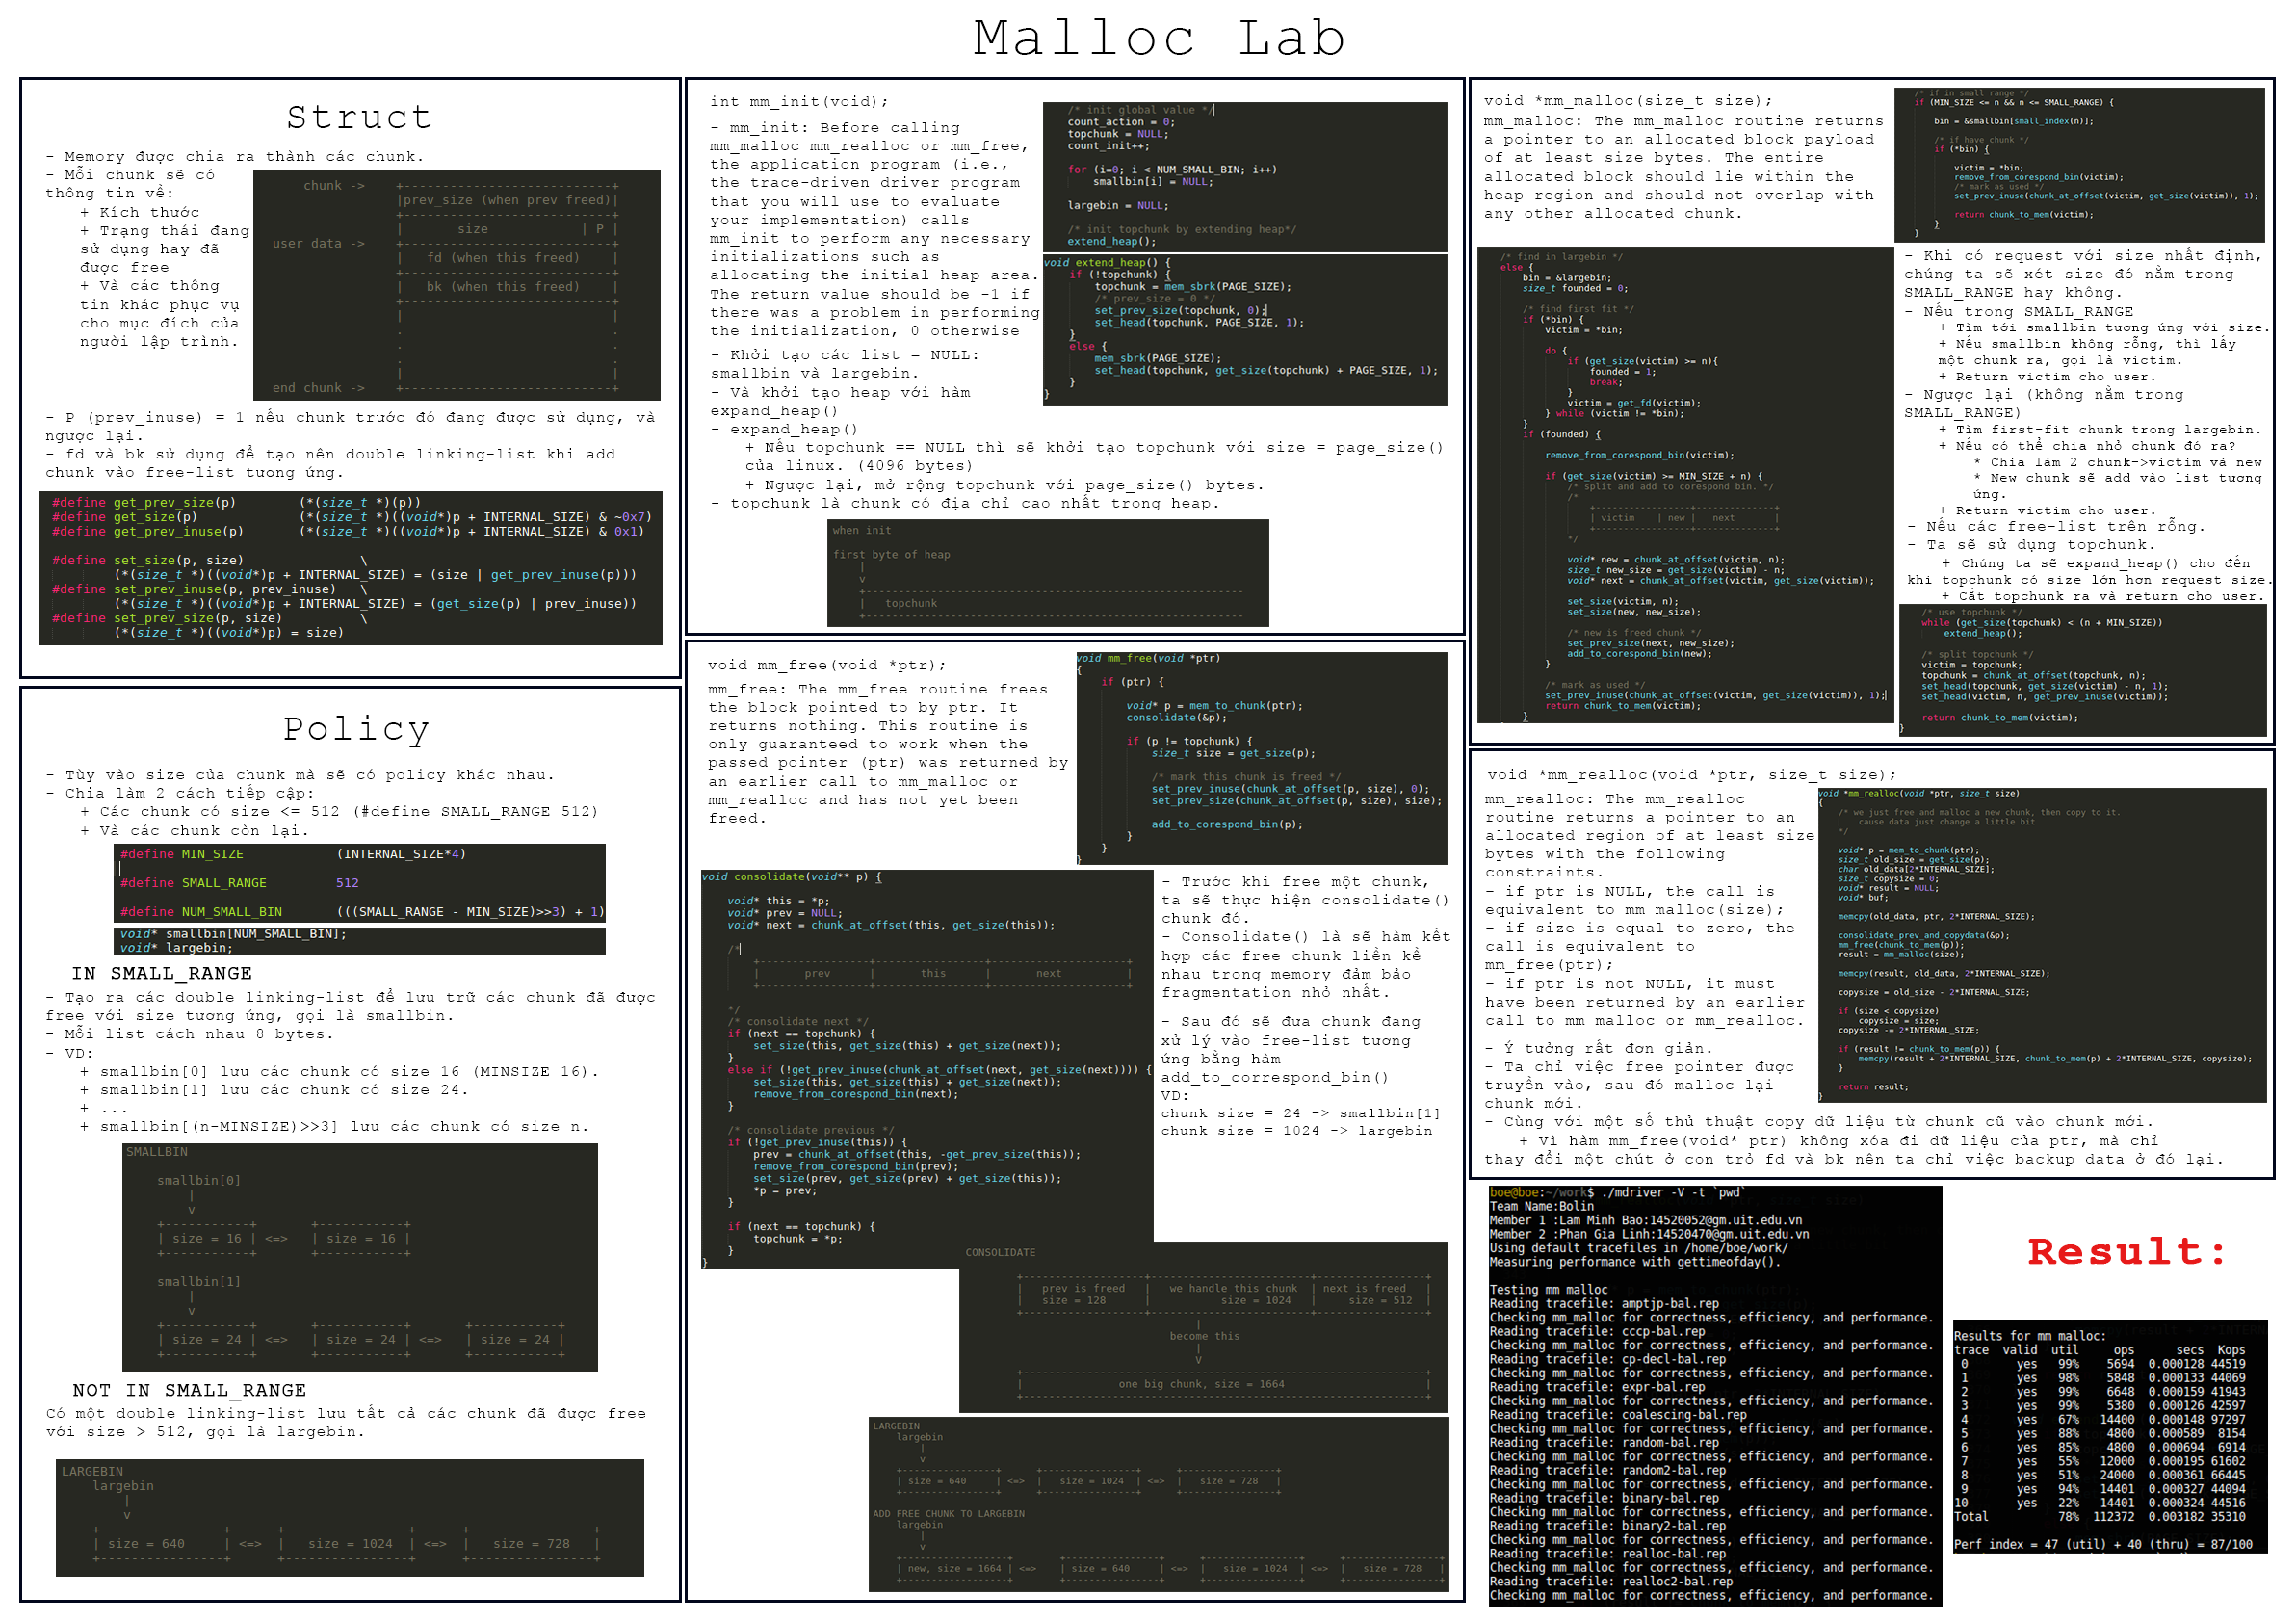 Malloc Lab
Struct
- Memory được chia ra thành các chunk.
- Mỗi chunk sẽ có
thông tin về:
+ Kích thước
+ Trạng thái đang
sử dụng hay đã
được free
+ Và các thông
tin khác phục vụ
cho mục đích của
người lập trình.
chunk -> +---------------------------+
|prev_size (when prev freed)|
+---------------------------+
| size | P |
user data -> +---------------------------+
| fd (when this freed) |
+---------------------------+
| bk (when this freed) |
+---------------------------+
| |
. .
. .
. .
| |
end chunk -> +---------------------------+
- P (prev_inuse) = 1 nếu chunk trước đó đang được sử dụng, và
ngược lại.
- fd và bk sử dụng để tạo nên double linking-list khi add
chunk vào free-list tương ứng.
#define get_prev_size(p) (*(size_t *)(p))
#define get_size(p) (*(size_t *)((void*)p + INTERNAL_SIZE) & ~0x7)
#define get_prev_inuse(p) (*(size_t *)((void*)p + INTERNAL_SIZE) & 0x1)
#define set_size(p, size) \
(*(size_t *)((void*)p + INTERNAL_SIZE) = (size | get_prev_inuse(p)))
#define set_prev_inuse(p, prev_inuse) \
(*(size_t *)((void*)p + INTERNAL_SIZE) = (get_size(p) | prev_inuse))
#define set_prev_size(p, size) \
(*(size_t *)((void*)p) = size)
Policy
- Tùy vào size của chunk mà sẽ có policy khác nhau.
- Chia làm 2 cách tiếp cận:
+ Các chunk có size <= 512 (#define SMALL_RANGE 512)
+ Và các chunk còn lại.
#define MIN_SIZE (INTERNAL_SIZE*4)
#define SMALL_RANGE 512
#define NUM_SMALL_BIN (((SMALL_RANGE - MIN_SIZE)>>3) + 1)
void* smallbin[NUM_SMALL_BIN];
void* largebin;
IN SMALL_RANGE
- Tạo ra các double linking-list để lưu trữ các chunk đã được
free với size tương ứng, gọi là smallbin.
- Mỗi list cách nhau 8 bytes.
- VD:
+ smallbin[0] lưu các chunk có size 16 (MINSIZE 16).
+ smallbin[1] lưu các chunk có size 24.
+ ...
+ smallbin[(n-MINSIZE)>>3] lưu các chunk có size n.
SMALLBIN
smallbin[0]
|
v
+-----------+ +-----------+
| size = 16 | <=> | size = 16 |
+-----------+ +-----------+
smallbin[1]
|
v
+-----------+ +-----------+ +-----------+
| size = 24 | <=> | size = 24 | <=> | size = 24 |
+-----------+ +-----------+ +-----------+
NOT IN SMALL_RANGE
Có một double linking-list lưu tất cả các chunk đã được free
với size > 512, gọi là largebin.
LARGEBIN
largebin
|
v
+----------------+ +----------------+ +----------------+
| size = 640 | <=> | size = 1024 | <=> | size = 728 |
+----------------+ +----------------+ +----------------+
int mm_init(void);
- mm_init: Before calling
mm_malloc mm_realloc or mm_free,
the application program (i.e.,
the trace-driven driver program
that you will use to evaluate
your implementation) calls
mm_init to perform any necessary
initializations such as
allocating the initial heap area.
The return value should be -1 if
there was a problem in performing
the initialization, 0 otherwise
- Khởi tạo các list = NULL:
smallbin và largebin.
- Và khởi tạo heap với hàm
expand_heap()
- expand_heap()
+ Nếu topchunk == NULL thì sẽ khởi tạo topchunk với size = page_size()
của linux. (4096 bytes)
+ Ngược lại, mở rộng topchunk với page_size() bytes.
- topchunk là chunk có địa chỉ cao nhất trong heap.
/* init global value */
count_action = 0;
topchunk = NULL;
count_init++;
for (i=0; i < NUM_SMALL_BIN; i++)
smallbin[i] = NULL;
largebin = NULL;
/* init topchunk by extending heap*/
extend_heap();
void extend_heap() {
if (!topchunk) {
topchunk = mem_sbrk(PAGE_SIZE);
/* prev_size = 0 */
set_prev_size(topchunk, 0);
set_head(topchunk, PAGE_SIZE, 1);
}
else {
mem_sbrk(PAGE_SIZE);
set_head(topchunk, get_size(topchunk) + PAGE_SIZE, 1);
}
}
when init
first byte of heap
|
v
+-----------------------------------------------------------
| topchunk
+-----------------------------------------------------------
void mm_free(void *ptr);
mm_free: The mm_free routine frees
the block pointed to by ptr. It
returns nothing. This routine is
only guaranteed to work when the
passed pointer (ptr) was returned by
an earlier call to mm_malloc or
mm_realloc and has not yet been
freed.
void mm_free(void *ptr)
{
if (ptr) {
void* p = mem_to_chunk(ptr);
consolidate(&p);
if (p != topchunk) {
size_t size = get_size(p);
/* mark this chunk is freed */
set_prev_inuse(chunk_at_offset(p, size), 0);
set_prev_size(chunk_at_offset(p, size), size);
add_to_corespond_bin(p);
}
}
}
void consolidate(void** p) {
void* this = *p;
void* prev = NULL;
void* next = chunk_at_offset(this, get_size(this));
/*
+-----------------+-----------------+----------------------+
| prev | this | next |
+-----------------+-----------------+----------------------+
*/
/* consolidate next */
if (next == topchunk) {
set_size(this, get_size(this) + get_size(next));
}
else if (!get_prev_inuse(chunk_at_offset(next, get_size(next)))) {
set_size(this, get_size(this) + get_size(next));
remove_from_corespond_bin(next);
}
/* consolidate previous */
if (!get_prev_inuse(this)) {
prev = chunk_at_offset(this, -get_prev_size(this));
remove_from_corespond_bin(prev);
set_size(prev, get_size(prev) + get_size(this));
*p = prev;
}
if (next == topchunk) {
topchunk = *p;
}
}
- Trước khi free một chunk,
ta sẽ thực hiện consolidate()
chunk đó.
- Consolidate() là sẽ hàm kết
hợp các free chunk liền kề
nhau trong memory đảm bảo
fragmentation nhỏ nhất.
- Sau đó sẽ đưa chunk đang
xử lý vào free-list tương
ứng bằng hàm
add_to_correspond_bin()
VD:
chunk size = 24 -> smallbin[1]
chunk size = 1024 -> largebin
CONSOLIDATE
+-----------------+-----------------------+----------------+
| prev is freed | we handle this chunk | next is freed |
| size = 128 | size = 1024 | size = 512 |
+-----------------+-----------------------+----------------+
|
become this
|
V
+----------------------------------------------------------+
| one big chunk, size = 1664 |
+----------------------------------------------------------+
LARGEBIN
largebin
|
v
+----------------+ +----------------+ +----------------+
| size = 640 | <=> | size = 1024 | <=> | size = 728 |
+----------------+ +----------------+ +----------------+
ADD FREE CHUNK TO LARGEBIN
largebin
|
v
+------------------+ +----------------+ +----------------+ +----------------+
| new, size = 1664 | <=> | size = 640 | <=> | size = 1024 | <=> | size = 728 |
+------------------+ +----------------+ +----------------+ +----------------+
void *mm_malloc(size_t size);
mm_malloc: The mm_malloc routine returns
a pointer to an allocated block payload
of at least size bytes. The entire
allocated block should lie within the
heap region and should not overlap with
any other allocated chunk.
/* if in small range */
if (MIN_SIZE <= n && n <= SMALL_RANGE) {
bin = &smallbin[small_index(n)];
/* if have chunk */
if (*bin) {
victim = *bin;
remove_from_corespond_bin(victim);
/* mark as used */
set_prev_inuse(chunk_at_offset(victim, get_size(victim)), 1);
return chunk_to_mem(victim);
}
}
/* find in largebin */
else {
bin = &largebin;
size_t founded = 0;
/* find first fit */
if (*bin) {
victim = *bin;
do {
if (get_size(victim) >= n){
founded = 1;
break;
}
victim = get_fd(victim);
} while (victim != *bin);
}
if (founded) {
remove_from_corespond_bin(victim);
if (get_size(victim) >= MIN_SIZE + n) {
/* split and add to corespond bin. */
/*
+----------------+-------------+
| victim | new | next |
+----------------+-------------+
*/
void* new = chunk_at_offset(victim, n);
size_t new_size = get_size(victim) - n;
void* next = chunk_at_offset(victim, get_size(victim));
set_size(victim, n);
set_size(new, new_size);
/* new is freed chunk */
set_prev_size(next, new_size);
add_to_corespond_bin(new);
}
/* mark as used */
set_prev_inuse(chunk_at_offset(victim, get_size(victim)), 1);
return chunk_to_mem(victim);
}
- Khi có request với size nhất định,
chúng ta sẽ xét size đó nằm trong
SMALL_RANGE hay không.
- Nếu trong SMALL_RANGE
+ Tìm tới smallbin tương ứng với size.
+ Nếu smallbin không rỗng, thì lấy
một chunk ra, gọi là victim.
+ Return victim cho user.
- Ngược lại (không nằm trong
SMALL_RANGE)
+ Tìm first-fit chunk trong largebin.
+ Nếu có thể chia nhỏ chunk đó ra?
* Chia làm 2 chunk->victim và new
* New chunk sẽ add vào list tương
ứng.
+ Return victim cho user.
- Nếu các free-list trên rỗng.
- Ta sẽ sử dụng topchunk.
+ Chúng ta sẽ expand_heap() cho đến
khi topchunk có size lớn hơn request size.
+ Cắt topchunk ra và return cho user.
/* use topchunk */
while (get_size(topchunk) < (n + MIN_SIZE))
extend_heap();
/* split topchunk */
victim = topchunk;
topchunk = chunk_at_offset(topchunk, n);
set_head(topchunk, get_size(victim) - n, 1);
set_head(victim, n, get_prev_inuse(victim));
return chunk_to_mem(victim);
}
void *mm_realloc(void *ptr, size_t size);
mm_realloc: The mm_realloc
routine returns a pointer to an
allocated region of at least size
bytes with the following
constraints.
- if ptr is NULL, the call is
equivalent to mm malloc(size);
- if size is equal to zero, the
call is equivalent to
mm_free(ptr);
- if ptr is not NULL, it must
have been returned by an earlier
call to mm malloc or mm_realloc.
- Ý tưởng rất đơn giản.
- Ta chỉ việc free pointer được
truyền vào, sau đó malloc lại
chunk mới.
- Cùng với một số thủ thuật copy dữ liệu từ chunk cũ vào chunk mới.
+ Vì hàm mm_free(void* ptr) không xóa đi dữ liệu của ptr, mà chỉ
thay đổi một chút ở con trỏ fd và bk nên ta chỉ việc backup data ở đó lại.
void *mm_realloc(void *ptr, size_t size)
{
/* we just free and malloc a new chunk, then copy to it.
cause data just change a little bit
*/
void* p = mem_to_chunk(ptr);
size_t old_size = get_size(p);
char old_data[2*INTERNAL_SIZE];
size_t copysize = 0;
void* result = NULL;
void* buf;
memcpy(old_data, ptr, 2*INTERNAL_SIZE);
consolidate_prev_and_copydata(&p);
mm_free(chunk_to_mem(p));
result = mm_malloc(size);
memcpy(result, old_data, 2*INTERNAL_SIZE);
copysize = old_size - 2*INTERNAL_SIZE;
if (size < copysize)
copysize = size;
copysize -= 2*INTERNAL_SIZE;
if (result != chunk_to_mem(p)) {
memcpy(result + 2*INTERNAL_SIZE, chunk_to_mem(p) + 2*INTERNAL_SIZE, copysize);
}
return result;
}
boe@boe:~/work$ ./mdriver -V -t `pwd`
Team Name:Bolin
Member 1 :Lam Minh Bao:14520052@gm.uit.edu.vn
Member 2 :Phan Gia Linh:14520470@gm.uit.edu.vn
Using default tracefiles in /home/boe/work/
Measuring performance with gettimeofday().
Testing mm malloc
Reading tracefile: amptjp-bal.rep
Checking mm_malloc for correctness, efficiency, and performance.
Reading tracefile: cccp-bal.rep
Checking mm_malloc for correctness, efficiency, and performance.
Reading tracefile: cp-decl-bal.rep
Checking mm_malloc for correctness, efficiency, and performance.
Reading tracefile: expr-bal.rep
Checking mm_malloc for correctness, efficiency, and performance.
Reading tracefile: coalescing-bal.rep
Checking mm_malloc for correctness, efficiency, and performance.
Reading tracefile: random-bal.rep
Checking mm_malloc for correctness, efficiency, and performance.
Reading tracefile: random2-bal.rep
Checking mm_malloc for correctness, efficiency, and performance.
Reading tracefile: binary-bal.rep
Checking mm_malloc for correctness, efficiency, and performance.
Reading tracefile: binary2-bal.rep
Checking mm_malloc for correctness, efficiency, and performance.
Reading tracefile: realloc-bal.rep
Checking mm_malloc for correctness, efficiency, and performance.
Reading tracefile: realloc2-bal.rep
Checking mm_malloc for correctness, efficiency, and performance.
Result:
Results for mm malloc:
trace valid util ops secs Kops
0 yes 99% 5694 0.000128 44519
1 yes 98% 5848 0.000133 44069
2 yes 99% 6648 0.000159 41943
3 yes 99% 5380 0.000126 42597
4 yes 67% 14400 0.000148 97297
5 yes 88% 4800 0.000589 8154
6 yes 85% 4800 0.000694 6914
7 yes 55% 12000 0.000195 61602
8 yes 51% 24000 0.000361 66445
9 yes 94% 14401 0.000327 44094
10 yes 22% 14401 0.000324 44516
Total 78% 112372 0.003182 35310
Perf index = 47 (util) + 40 (thru) = 87/100